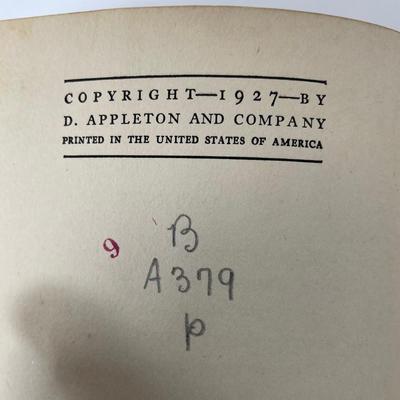 COPYRIGHT—1927—BY
D. APPLETON AND COMPANY
PRINTED IN THE UNITED STATES OF AMERICA
9
B
A379
p